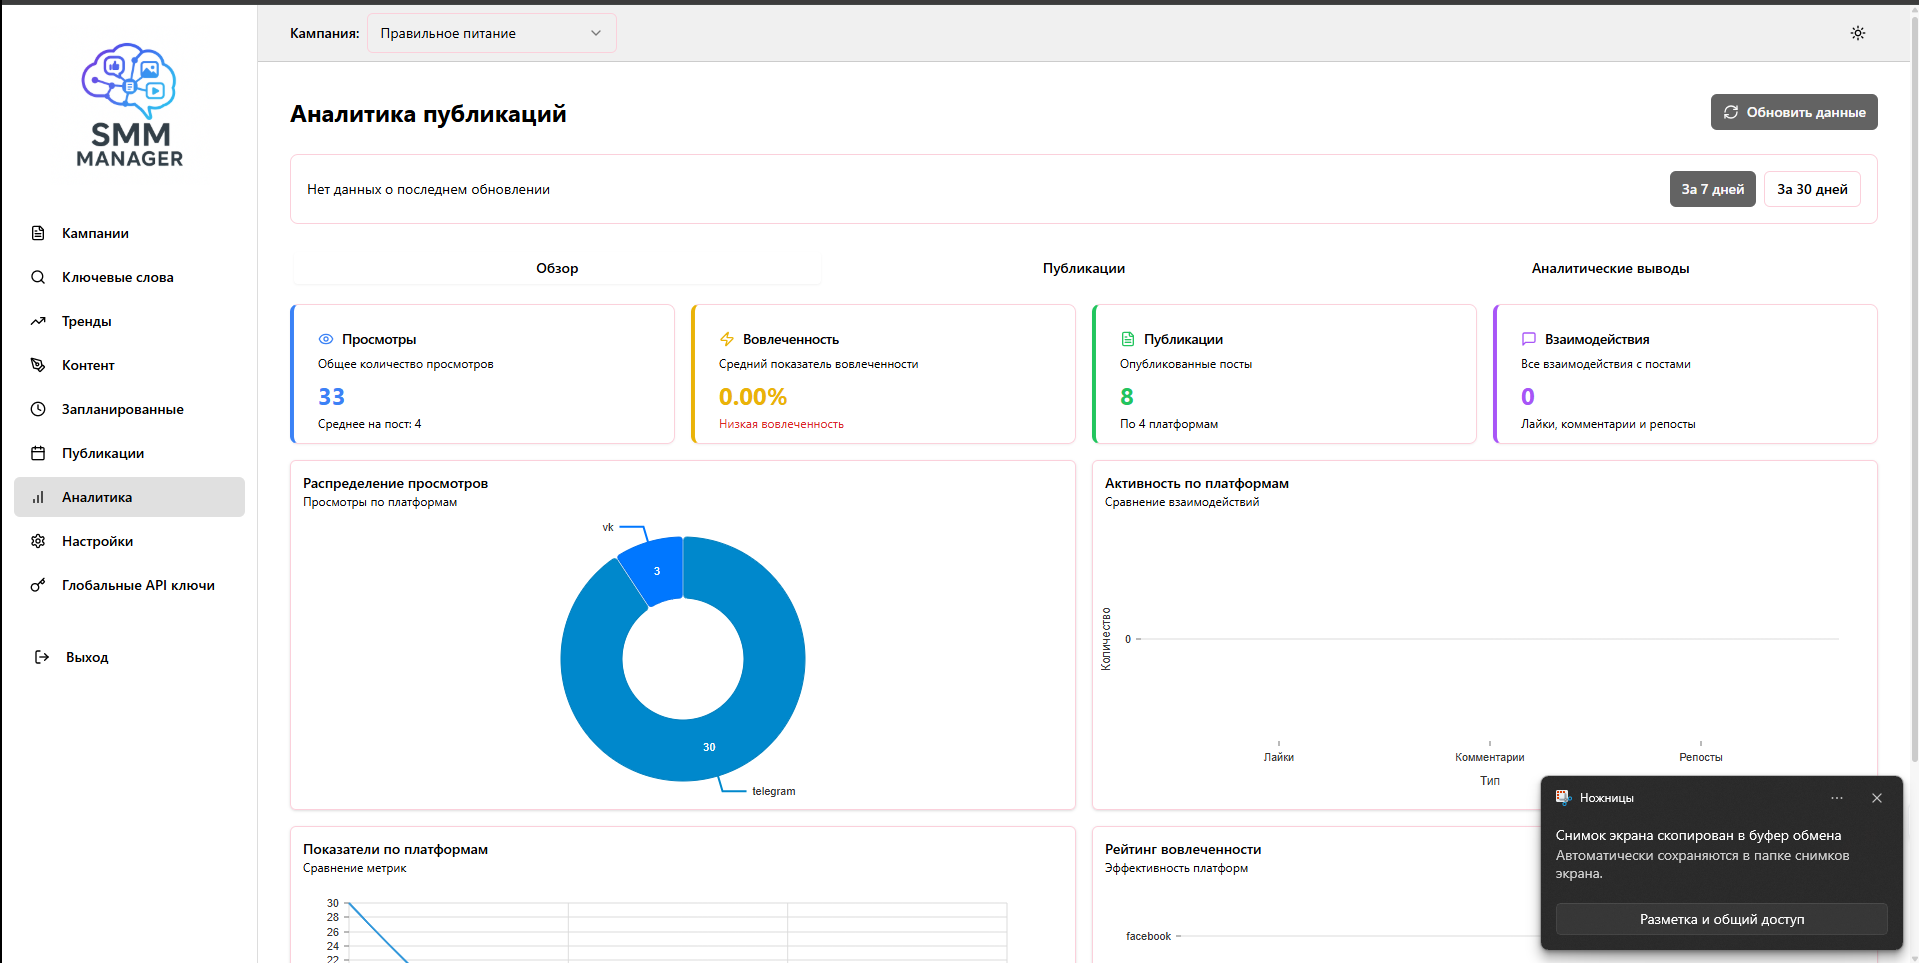 SMM
MANAGER
Кампании
Ключевые слова
Тренды
Контент
Запланированные
Публикации
Аналитика
Настройки
Глобальные API ключи
Выход
Кампания: Правильное питание
Аналитика публикаций
Обновить данные
Нет данных о последнем обновлении
За 7 дней
За 30 дней
Обзор
Публикации
Аналитические выводы
Просмотры
Общее количество просмотров
33
Среднее на пост: 4
Вовлеченность
Средний показатель вовлеченности
0.00%
Низкая вовлеченность
Публикации
Опубликованные посты
8
По 4 платформам
Взаимодействия
Все взаимодействия с постами
0
Лайки, комментарии и репосты
Распределение просмотров
Просмотры по платформам
vk
3
30
telegram
Активность по платформам
Сравнение взаимодействий
Количество
0
Лайки
Комментарии
Репосты
Тип
Показатели по платформам
Сравнение метрик
30
28
26
24
22
Рейтинг вовлеченности
Эффективность платформ
facebook
Ножницы
Снимок экрана скопирован в буфер обмена
Автоматически сохраняются в папке снимков
экрана.
Разметка и общий доступ